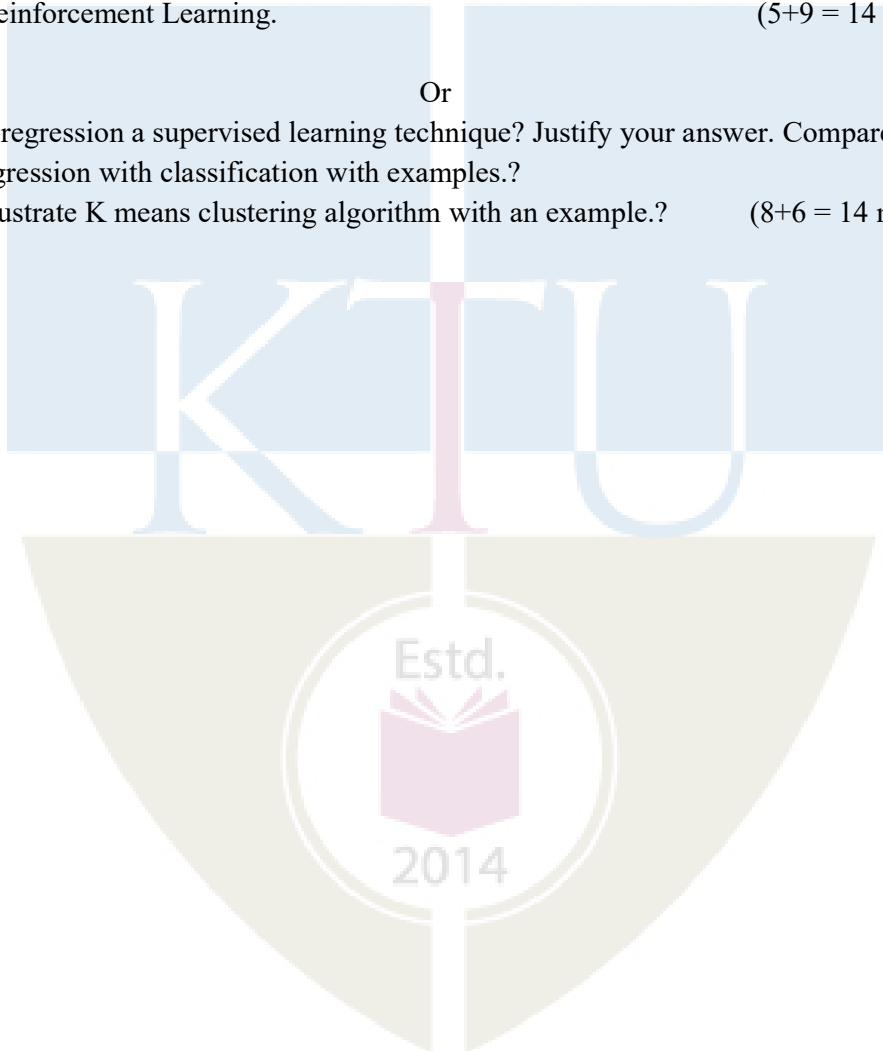 einforcement Learning. (5+9 = 14
Or
regression a supervised learning technique? Justify your answer. Compare
gression with classification with examples.?
ustrate K means clustering algorithm with an example.? (8+6 = 14
KTU
Estd.
2014